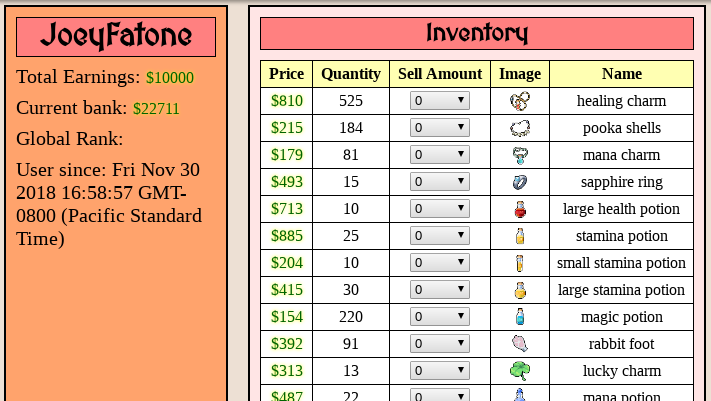 JoeyFatone
Total Earnings: $10000
Current bank: $22711
Global Rank:
User since: Fri Nov 30
2018 16:58:57 GMT-
0800 (Pacific Standard
Time)
Inventory
Price Quantity Sell Amount Image Name
$810 525 0 healing charm
$215 184 0 pooka shells
$179 81 0 mana charm
$493 15 0 sapphire ring
$713 10 0 large health potion
$885 25 0 stamina potion
$204 10 0 small stamina potion
$415 30 0 large stamina potion
$154 220 0 magic potion
$392 91 0 rabbit foot
$313 13 0 lucky charm
$487 22 0 mana potion